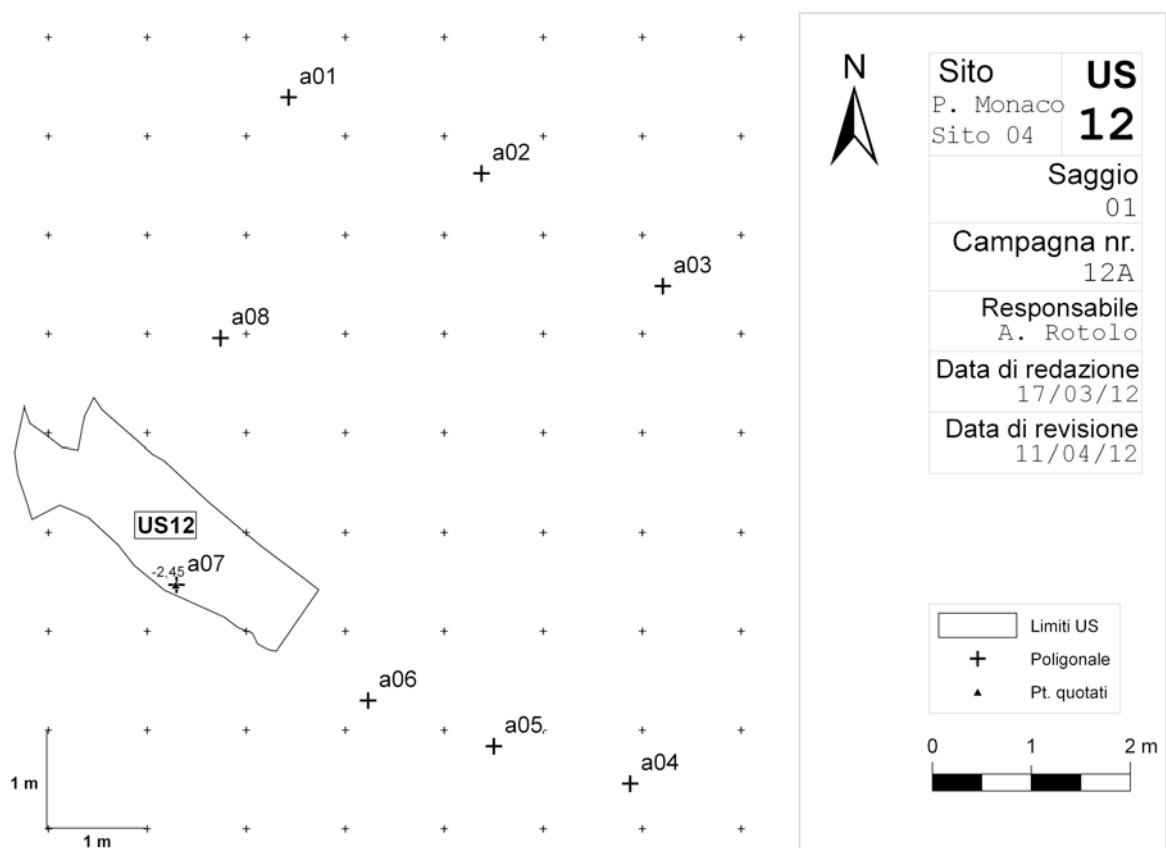 a01
a02
a03
a08
US12
-2,45
a07
a06
a05
a04
1 m
1 m
N
Sito
P. Monaco
Sito 04
US
12
Saggio
01
Campagna nr.
12A
Responsabile
A. Rotolo
Data di redazione
17/03/12
Data di revisione
11/04/12
Limiti US
Poligonale
Pt. quotati
0 1 2 m